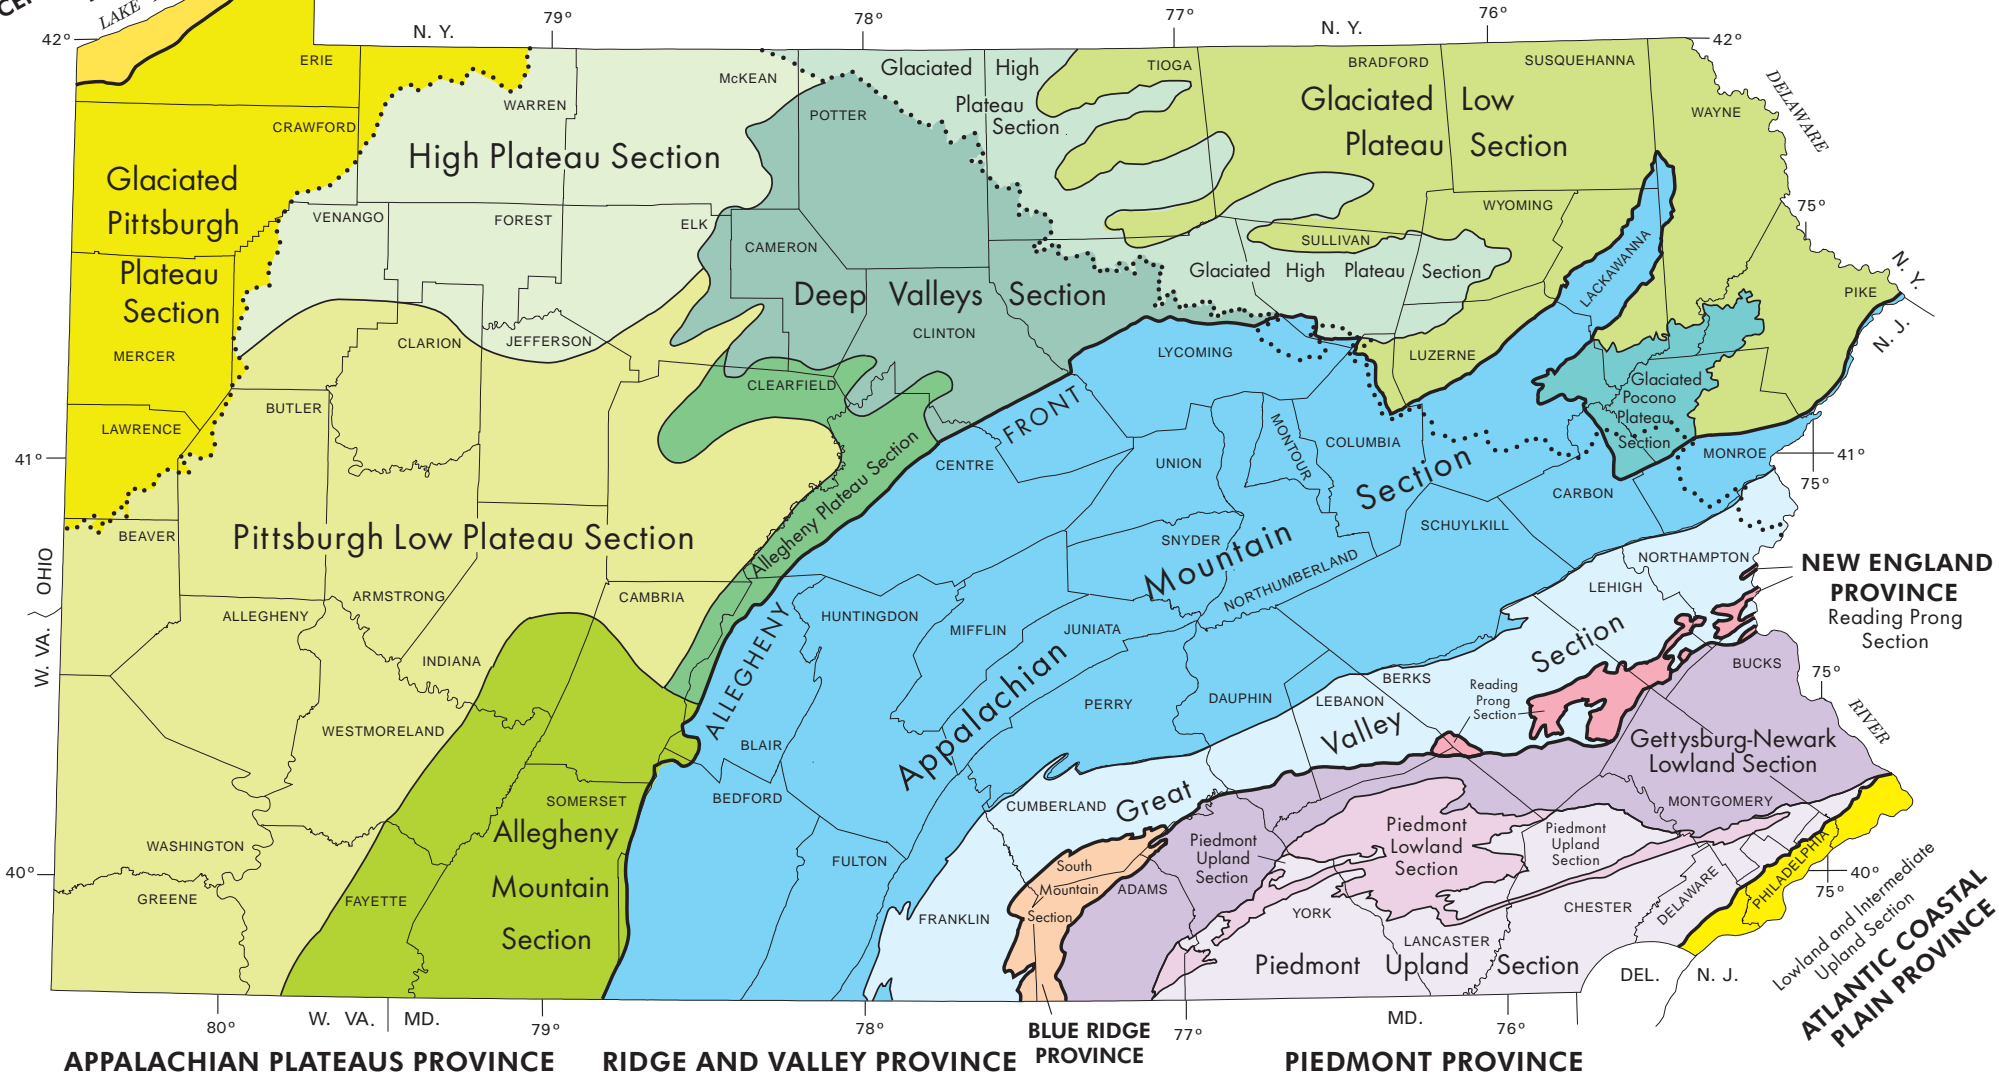 LAKE
79°
78°
77°
76°
N. Y.
N. Y.
42°
42°
ERIE
CRAWFORD
WARREN
McKEAN
POTTER
TIOGA
BRADFORD
SUSQUEHANNA
WAYNE
DELAWARE
Glaciated High
Plateau
Section
Glaciated Low
Plateau Section
High Plateau Section
Glaciated
Pittsburgh
Plateau
Section
VENANGO
FOREST
ELK
CAMERON
SULLIVAN
WYOMING
LACKAWANNA
75°
N. Y.
PIKE
N. J.
Glaciated High Plateau Section
Deep Valleys Section
CLINTON
MERCER
CLARION
JEFFERSON
LYCOMING
LUZERNE
CLEARFIELD
Glaciated
Pocono
Plateau
Section
LAWRENCE
BUTLER
FRONT
MONTOUR
COLUMBIA
MONROE
41°
41°
75°
CENTRE
UNION
Allegheny Plateau Section
CARBON
SCHUYLKILL
BEAVER
Pittsburgh Low Plateau Section
SNYDER
Appalachian Mountain Section
NORTHUMBERLAND
NORTHAMPTON
LEHIGH
NEW ENGLAND
PROVINCE
Reading Prong
Section
OHIO
W. VA.
ALLEGHENY
ARMSTRONG
CAMBRIA
HUNTINGDON
MIFFLIN
JUNIATA
INDIANA
ALLEGHENY
PERRY
DAUPHIN
LEBANON
BERKS
Reading
Prong
Section
BUCKS
75°
RIVER
WESTMORELAND
BLAIR
BEDFORD
Great Valley Section
Gettysburg-Newark
Lowland Section
MONTGOMERY
SOMERSET
Allegheny
Mountain
Section
CUMBERLAND
Piedmont
Upland
Section
Piedmont
Lowland
Section
Piedmont
Upland
Section
WASHINGTON
FULTON
South
Mountain
Section
ADAMS
PHILADELPHIA
40°
40°
75°
GREENE
FAYETTE
FRANKLIN
YORK
LANCASTER
CHESTER
DELAWARE
Piedmont Upland Section
DEL.
N. J.
Lowland and Intermediate
Upland Section
ATLANTIC COASTAL
PLAIN PROVINCE
80°
W. VA.
MD.
79°
78°
77°
MD.
76°
BLUE RIDGE
PROVINCE
APPALACHIAN PLATEAUS PROVINCE
RIDGE AND VALLEY PROVINCE
PIEDMONT PROVINCE